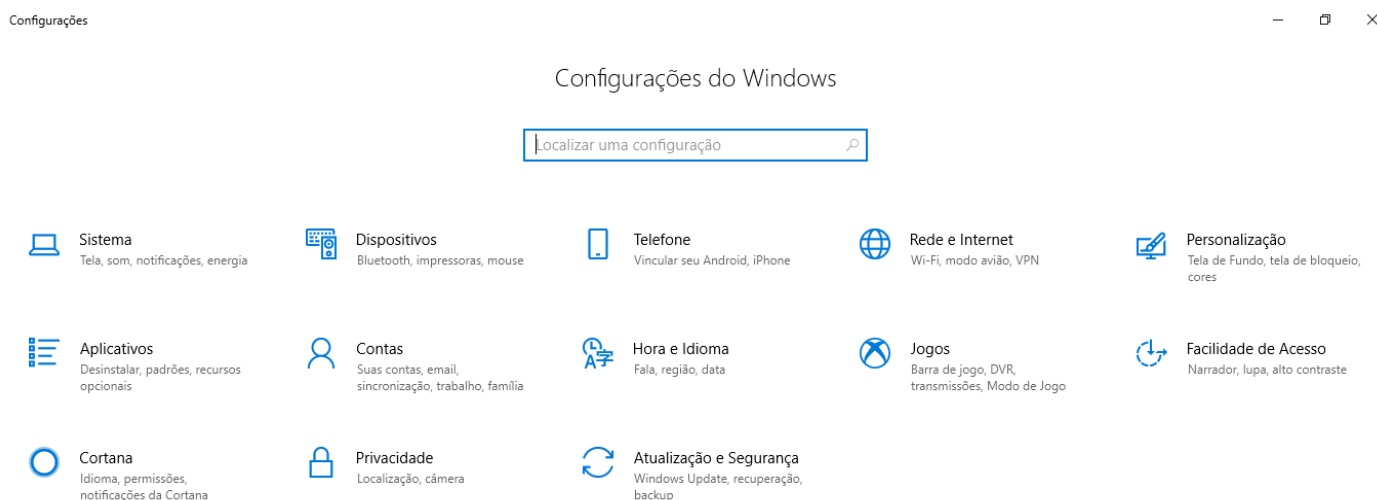 Configurações
Configurações do Windows
Localizar uma configuração
Sistema
Tela, som, notificações, energia
Dispositivos
Bluetooth, impressoras, mouse
Telefone
Vincular seu Android, iPhone
Rede e Internet
Wi-Fi, modo avião, VPN
Personalização
Tela de Fundo, tela de bloqueio,
cores
Aplicativos
Desinstalar, padrões, recursos
opcionais
Contas
Suas contas, email,
sincronização, trabalho, família
Hora e Idioma
Fala, região, data
Jogos
Barra de jogo, DVR,
transmissões, Modo de Jogo
Facilidade de Acesso
Narrador, lupa, alto contraste
Cortana
Idioma, permissões,
notificações da Cortana
Privacidade
Localização, câmera
Atualização e Segurança
Windows Update, recuperação,
backup